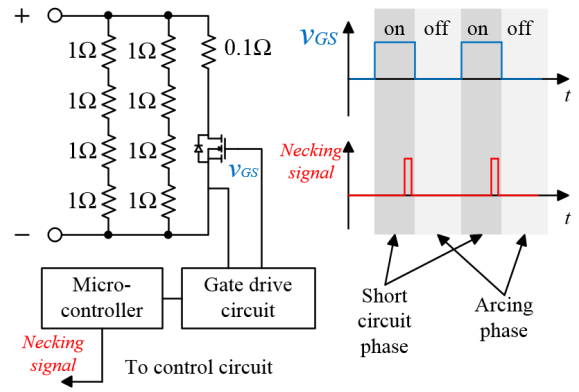 +
1Ω 1Ω 0.1Ω
1Ω 1Ω
1Ω 1Ω
1Ω 1Ω
vGS
−
Micro-
controller
Gate drive
circuit
Necking
signal
To control circuit
vGS
on off on off
t
Necking
signal
t
Short
circuit
phase
Arcing
phase